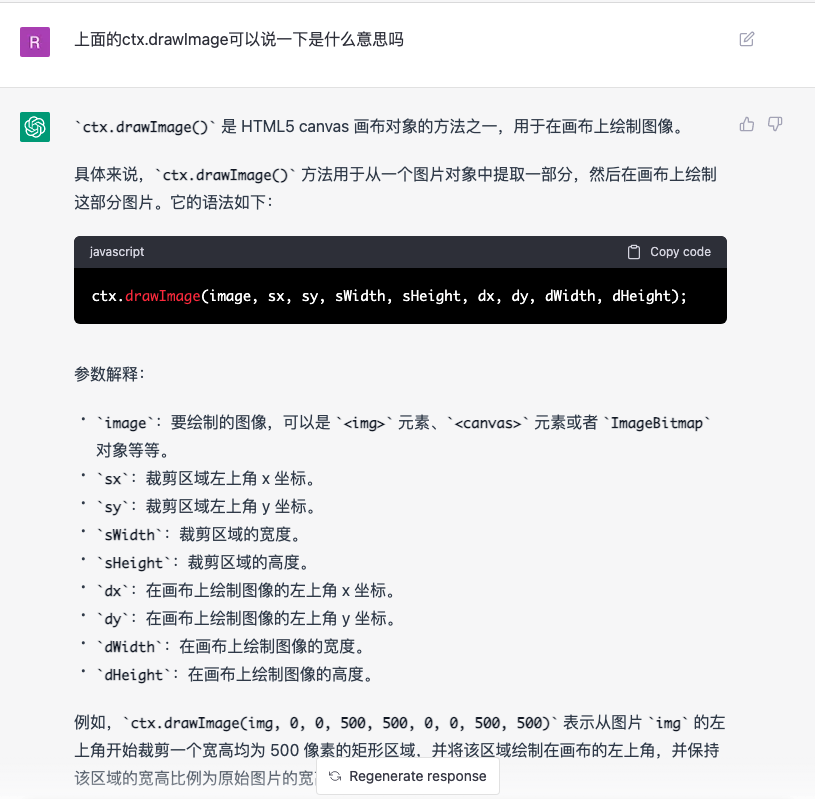 R
上面的ctx.drawImage可以说一下是什么意思吗
`ctx.drawImage()` 是 HTML5 canvas 画布对象的方法之一，用于在画布上绘制图像。
具体来说，`ctx.drawImage()` 方法用于从一个图片对象中提取一部分，然后在画布上绘制
这部分图片。它的语法如下：
javascript
Copy code
ctx.drawImage(image, sx, sy, sWidth, sHeight, dx, dy, dWidth, dHeight);
参数解释：
· `image`：要绘制的图像，可以是 `<img>` 元素、`<canvas>` 元素或者 `ImageBitmap`
对象等等。
· `sx`：裁剪区域左上角 x 坐标。
· `sy`：裁剪区域左上角 y 坐标。
· `sWidth`：裁剪区域的宽度。
· `sHeight`：裁剪区域的高度。
· `dx`：在画布上绘制图像的左上角 x 坐标。
· `dy`：在画布上绘制图像的左上角 y 坐标。
· `dWidth`：在画布上绘制图像的宽度。
· `dHeight`：在画布上绘制图像的高度。
例如，`ctx.drawImage(img, 0, 0, 500, 500, 0, 0, 500, 500)` 表示从图片 `img` 的左
上角开始裁剪一个宽高均为 500 像素的矩形区域，并将该区域绘制在画布的左上角，并保持
该区域的宽高比例为原始图片的宽
Regenerate response